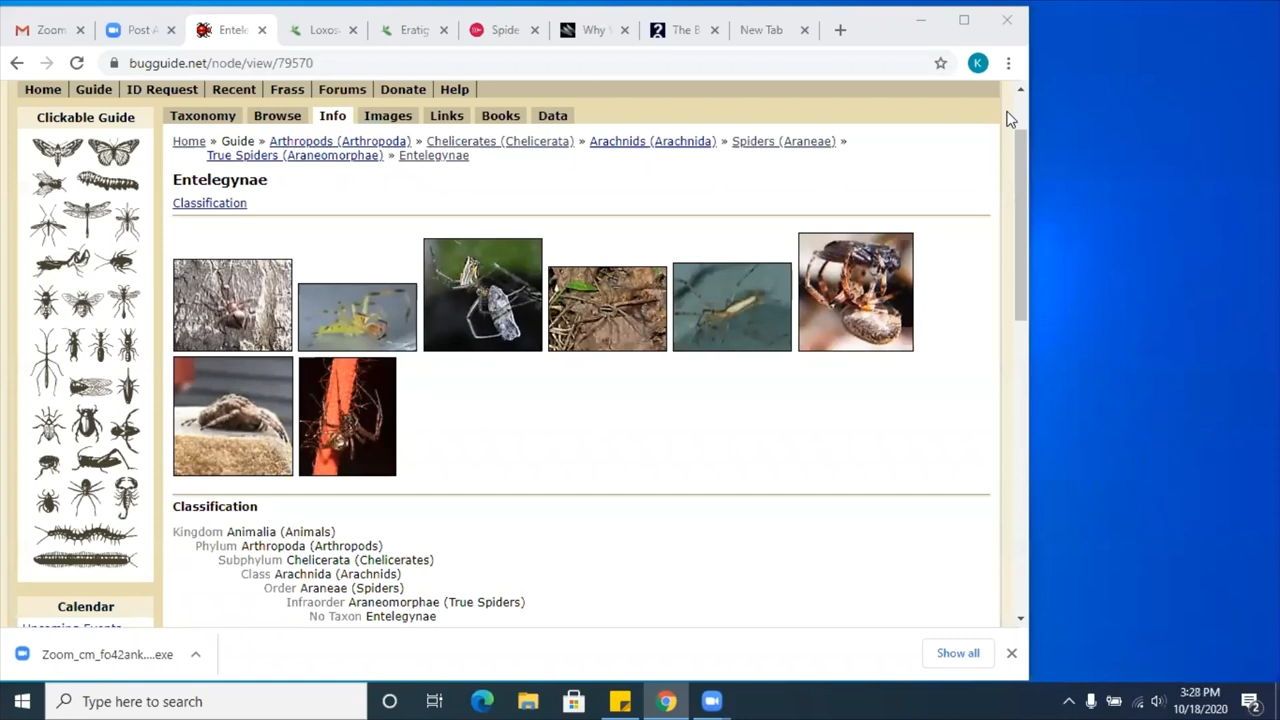 Zoom
Post A
Entele
Loxos
Eratig
Spide
Why
The B
New Tab
bugguide.net/node/view/79570
K
Home Guide ID Request Recent Frass Forums Donate Help
Clickable Guide
Taxonomy Browse Info Images Links Books Data
Home » Guide » Arthropods (Arthropoda) » Chelicerates (Chelicerata) » Arachnids (Arachnida) » Spiders (Araneae) »
True Spiders (Araneomorphae) » Entelegynae
Entelegynae
Classification
Classification
Kingdom Animalia (Animals)
Phylum Arthropoda (Arthropods)
Subphylum Chelicerata (Chelicerates)
Class Arachnida (Arachnids)
Order Araneae (Spiders)
Infraorder Araneomorphae (True Spiders)
No Taxon Entelegynae
Calendar
Upcoming Events
Zoom_cm_fo42ank....exe
Show all
Type here to search
3:28 PM
10/18/2020
2